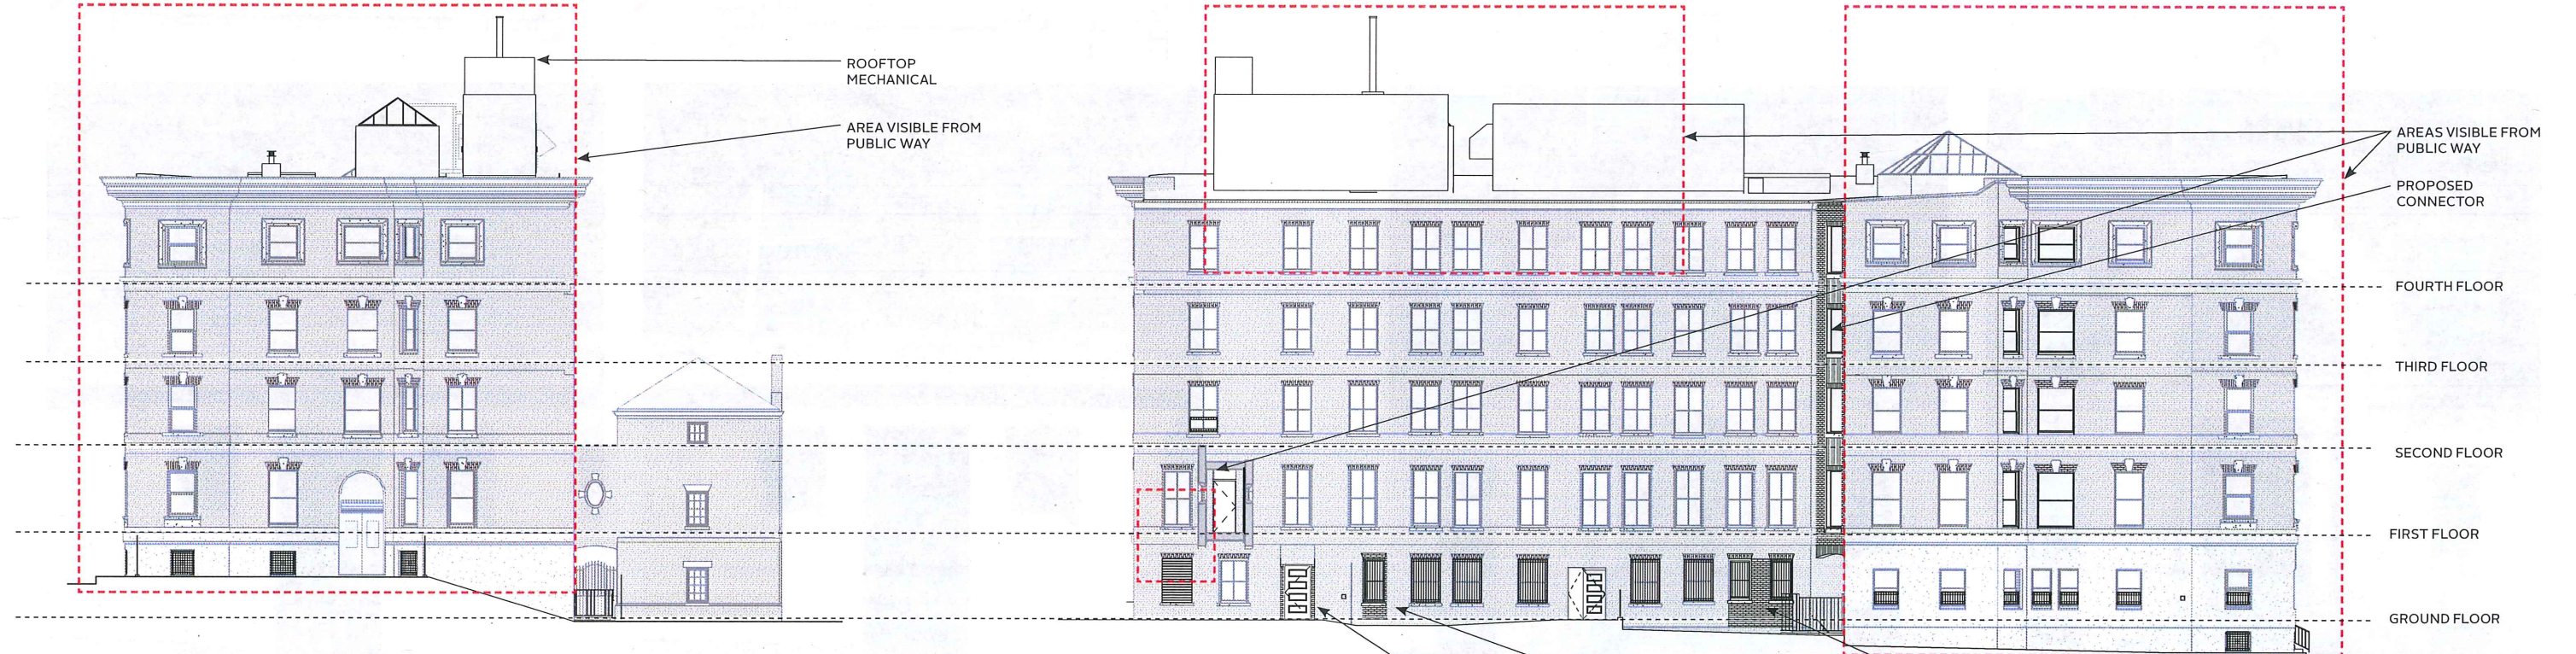 ROOFTOP
MECHANICAL
AREA VISIBLE FROM
PUBLIC WAY
AREAS VISIBLE FROM
PUBLIC WAY
PROPOSED
CONNECTOR
FOURTH FLOOR
THIRD FLOOR
SECOND FLOOR
FIRST FLOOR
GROUND FLOOR